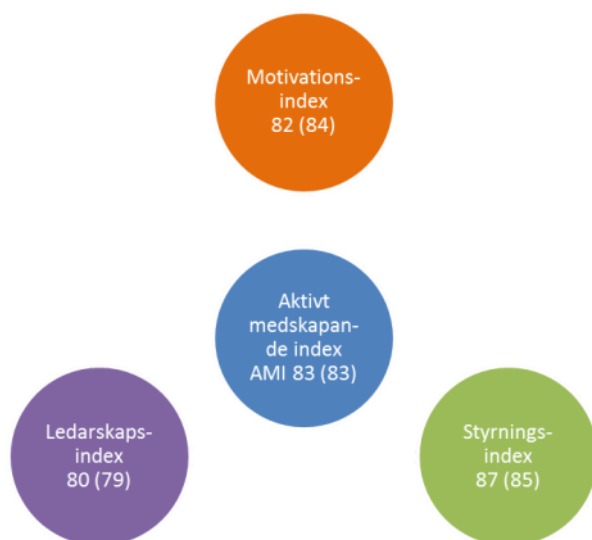 Motivations-
index
82 (84)
Aktivt
medskapan-
de index
AMI 83 (83)
Ledarskaps-
index
80 (79)
Styrnings-
index
87 (85)